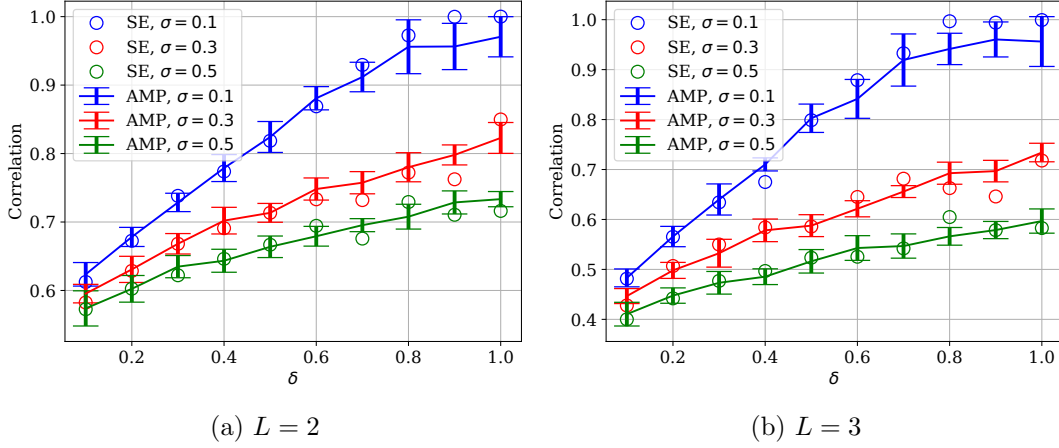 1.0
0.9
0.8
0.7
0.6
Correlation
SE, σ = 0.1
SE, σ = 0.3
SE, σ = 0.5
AMP, σ = 0.1
AMP, σ = 0.3
AMP, σ = 0.5
0.2 0.4 0.6 0.8 1.0
δ
(a) L = 2
1.0
0.9
0.8
0.7
0.6
0.5
0.4
Correlation
SE, σ = 0.1
SE, σ = 0.3
SE, σ = 0.5
AMP, σ = 0.1
AMP, σ = 0.3
AMP, σ = 0.5
0.2 0.4 0.6 0.8 1.0
δ
(b) L = 3